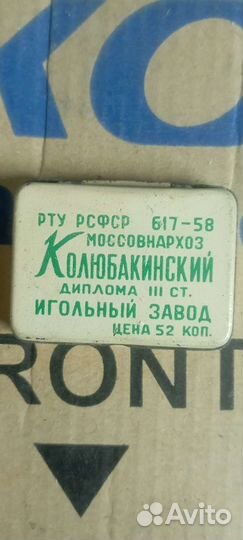 РТУ РСФСР 617-58
МОССОВНАРХОЗ
КОЛЮБАКИНСКИЙ
ДИПЛОМА III СТ.
ИГОЛЬНЫЙ ЗАВОД
ЦЕНА 52 КОП.
RONT
Avito